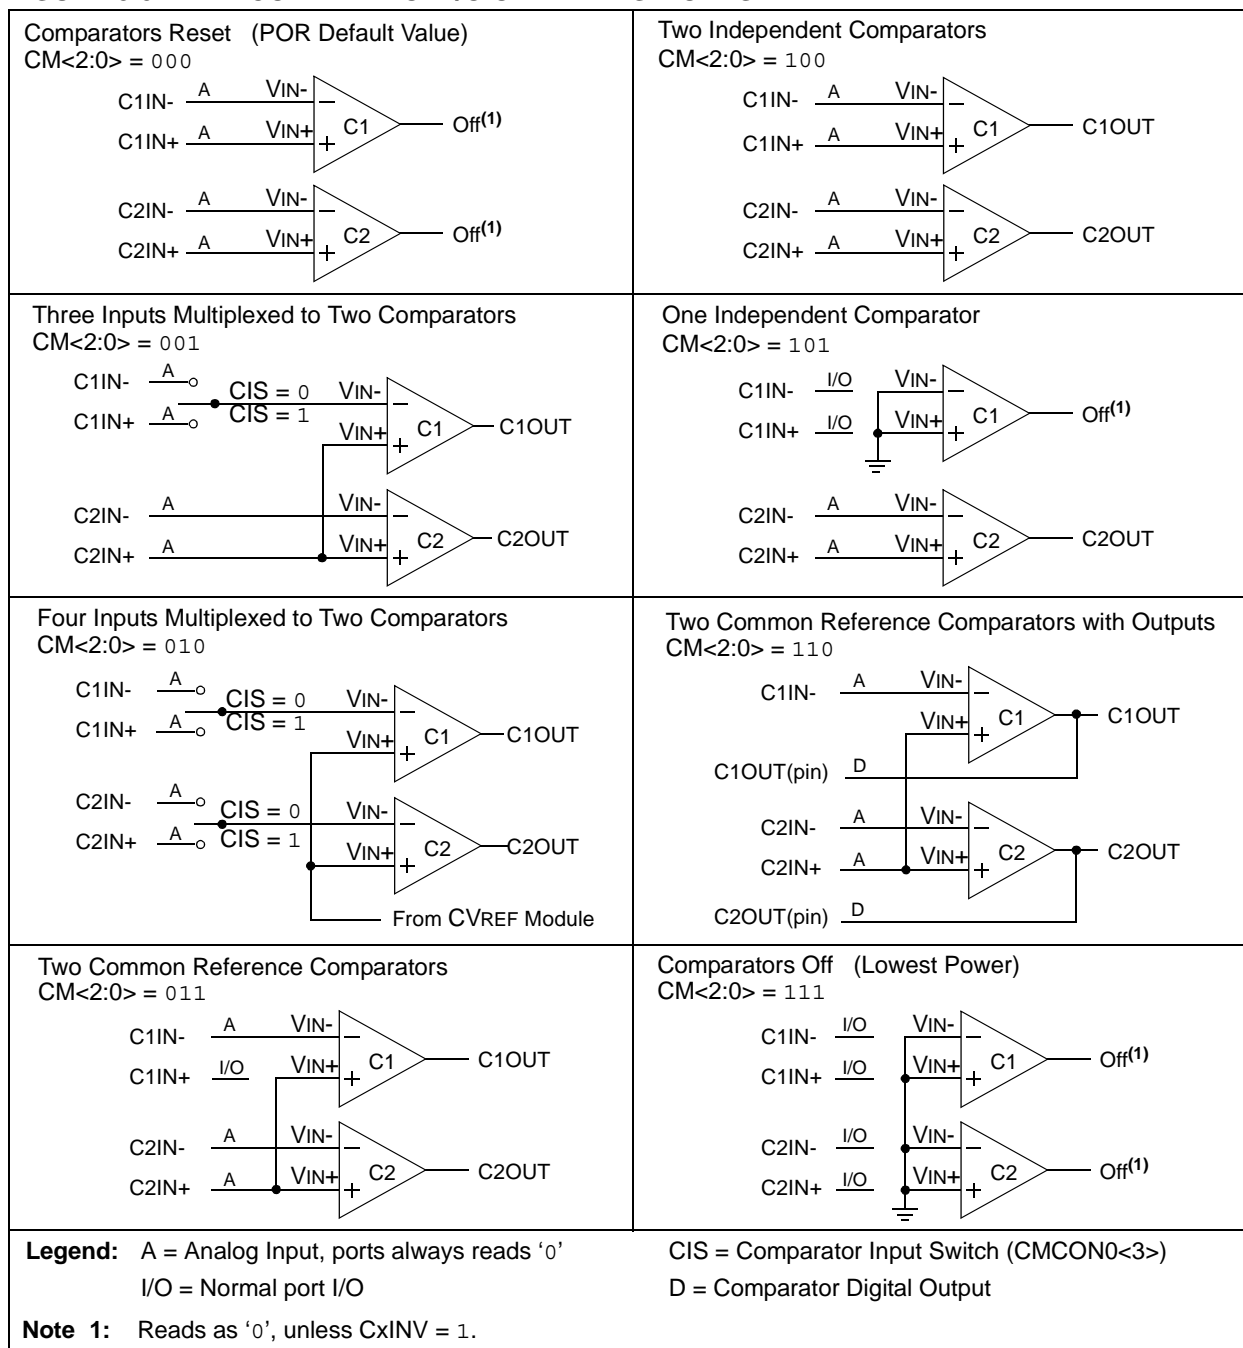 Comparators Reset (POR Default Value)
CM<2:0> = 000
C1IN- A VIN-
C1 Off(1)
C1IN+ A VIN+
C2IN- A VIN-
C2 Off(1)
C2IN+ A VIN+
Two Independent Comparators
CM<2:0> = 100
C1IN- A VIN-
C1 C1OUT
C1IN+ A VIN+
C2IN- A VIN-
C2 C2OUT
C2IN+ A VIN+
Three Inputs Multiplexed to Two Comparators
CM<2:0> = 001
C1IN- A
CIS = 0 VIN-
C1IN+ A CIS = 1
VIN+ C1 C1OUT
C2IN- A VIN-
C2 C2OUT
C2IN+ A VIN+
One Independent Comparator
CM<2:0> = 101
C1IN- I/O VIN-
C1 Off(1)
C1IN+ I/O VIN+
C2IN- A VIN-
C2 C2OUT
C2IN+ A VIN+
Four Inputs Multiplexed to Two Comparators
CM<2:0> = 010
C1IN- A
CIS = 0 VIN-
C1IN+ A CIS = 1
VIN+ C1 C1OUT
C2IN- A
CIS = 0 VIN-
C2IN+ A CIS = 1
VIN+ C2 C2OUT
From CVREF Module
Two Common Reference Comparators with Outputs
CM<2:0> = 110
C1IN- A VIN-
VIN+ C1 C1OUT
C1OUT(pin) D
C2IN- A VIN-
C2 C2OUT
C2IN+ A VIN+
C2OUT(pin) D
Two Common Reference Comparators
CM<2:0> = 011
C1IN- A VIN-
C1 C1OUT
C1IN+ I/O VIN+
C2IN- A VIN-
C2 C2OUT
C2IN+ A VIN+
Comparators Off (Lowest Power)
CM<2:0> = 111
C1IN- I/O VIN-
C1 Off(1)
C1IN+ I/O VIN+
C2IN- I/O VIN-
C2 Off(1)
C2IN+ I/O VIN+
Legend: A = Analog Input, ports always reads ‘0’ CIS = Comparator Input Switch (CMCON0<3>)
I/O = Normal port I/O D = Comparator Digital Output
Note 1: Reads as ‘0’, unless CxINV = 1.